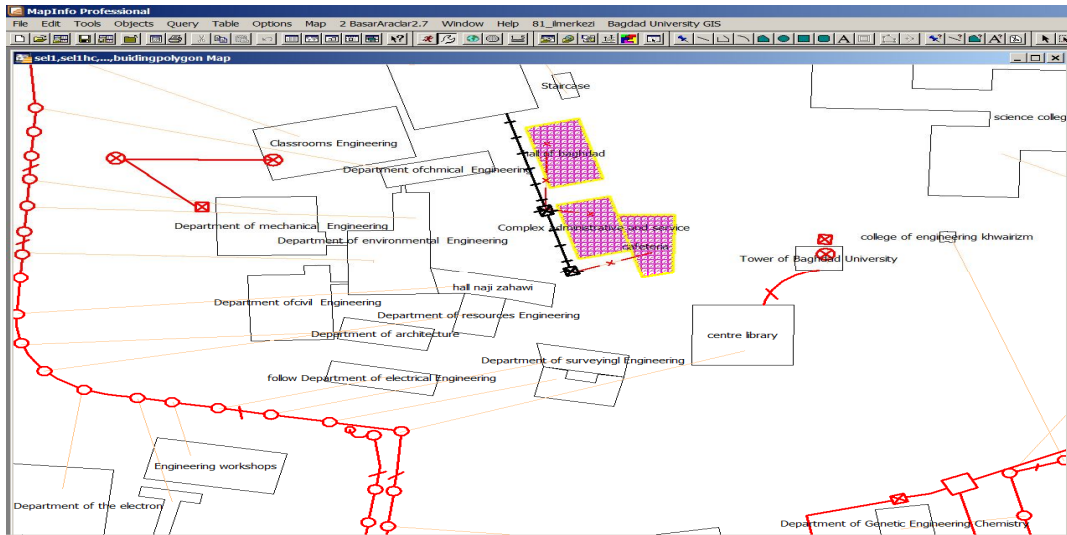 MapInfo Professional
File Edit Tools Objects Query Table Options Map 2 BasarAraclar2.7 Window Help 81_ilmerkezi Bagdad University GIS
sel1,sel1hc,...,buidingpolygon Map
Staircase
science colleg
Classrooms Engineering
hall of baghdad
Department ofchmical Engineering
Department of mechanical Engineering
Complex adminstrative and service
college of engineering khwairizm
Department of environmental Engineering
cafeteria
Tower of Baghdad University
hall naji zahawi
Department ofcivil Engineering
Department of resources Engineering
Department of architecture
centre library
Department of surveyingl Engineering
follow Department of electrical Engineering
Engineering workshops
Department of the electron
Department of Genetic Engineering Chemistry